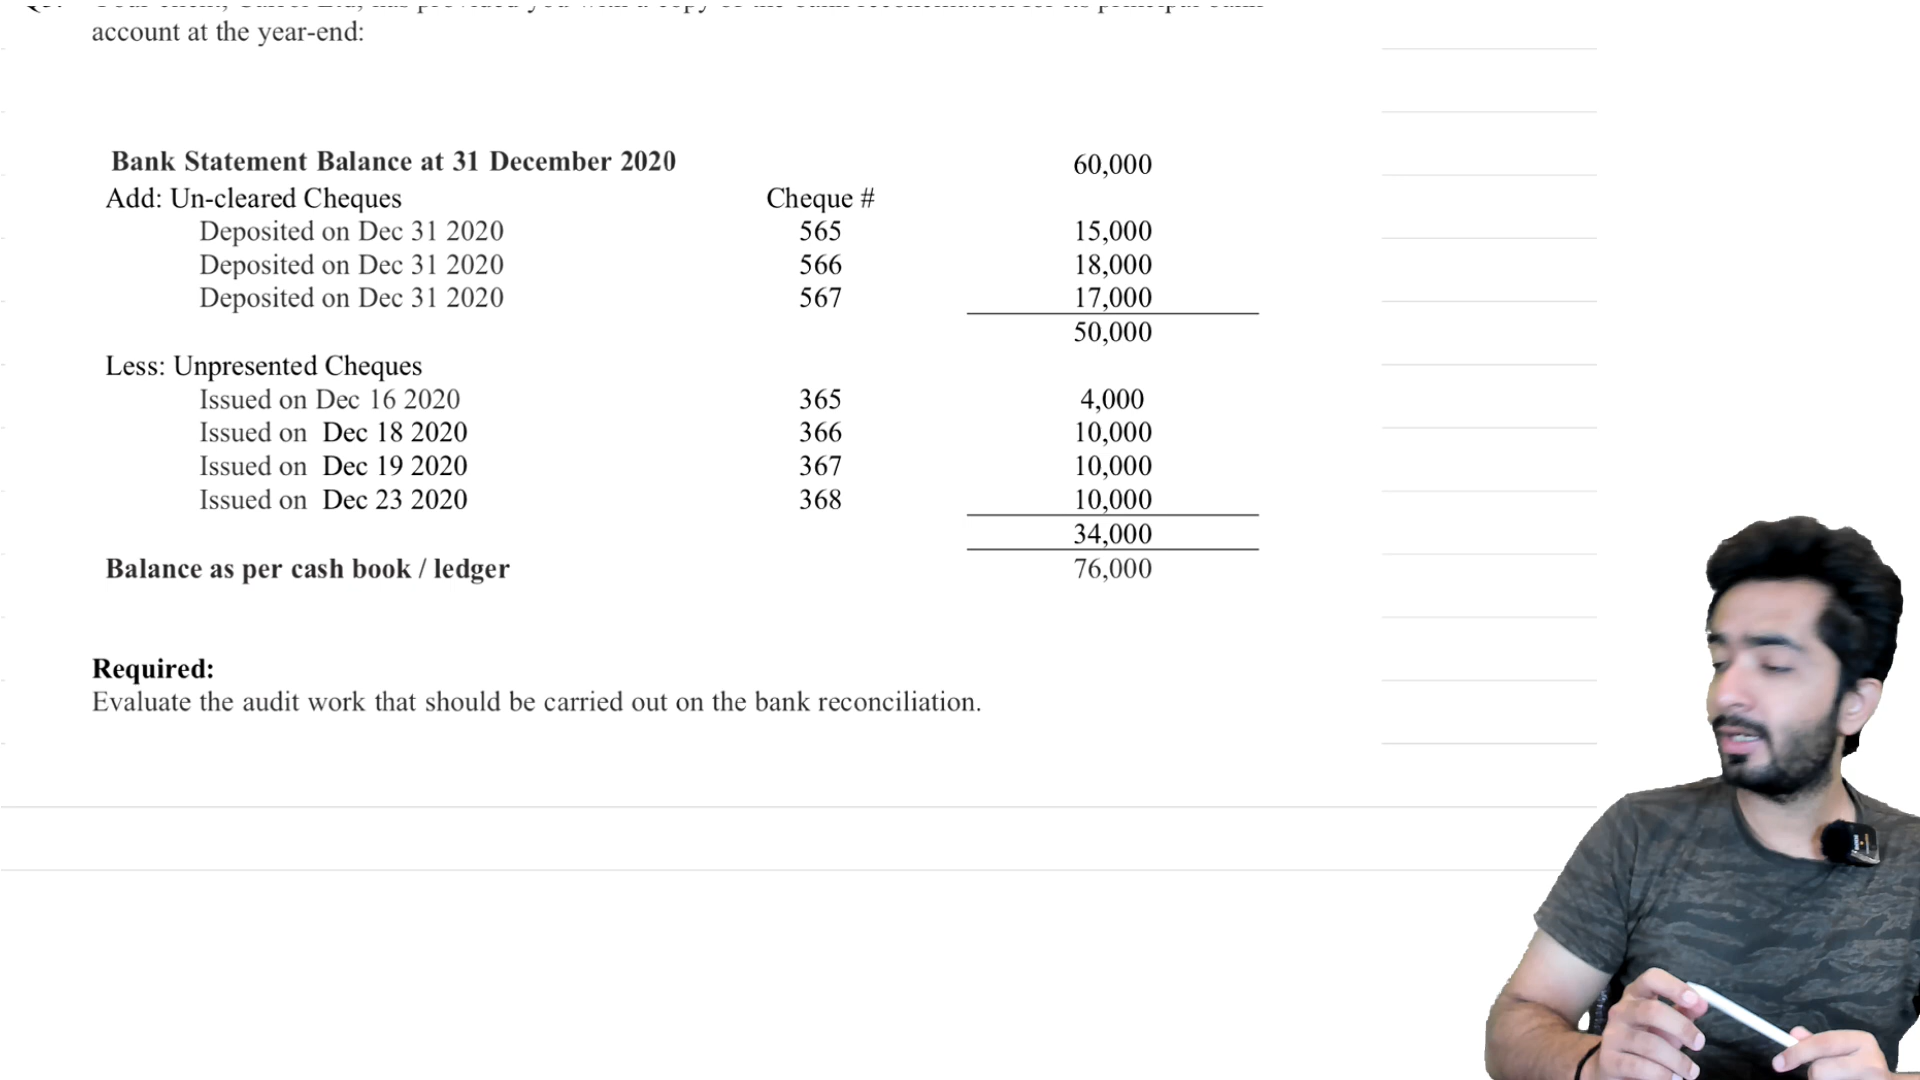 account at the year-end:
Bank Statement Balance at 31 December 2020 60,000
Add: Un-cleared Cheques Cheque #
Deposited on Dec 31 2020 565 15,000
Deposited on Dec 31 2020 566 18,000
Deposited on Dec 31 2020 567 17,000
50,000
Less: Unpresented Cheques
Issued on Dec 16 2020 365 4,000
Issued on Dec 18 2020 366 10,000
Issued on Dec 19 2020 367 10,000
Issued on Dec 23 2020 368 10,000
34,000
Balance as per cash book / ledger 76,000
Required:
Evaluate the audit work that should be carried out on the bank reconciliation.